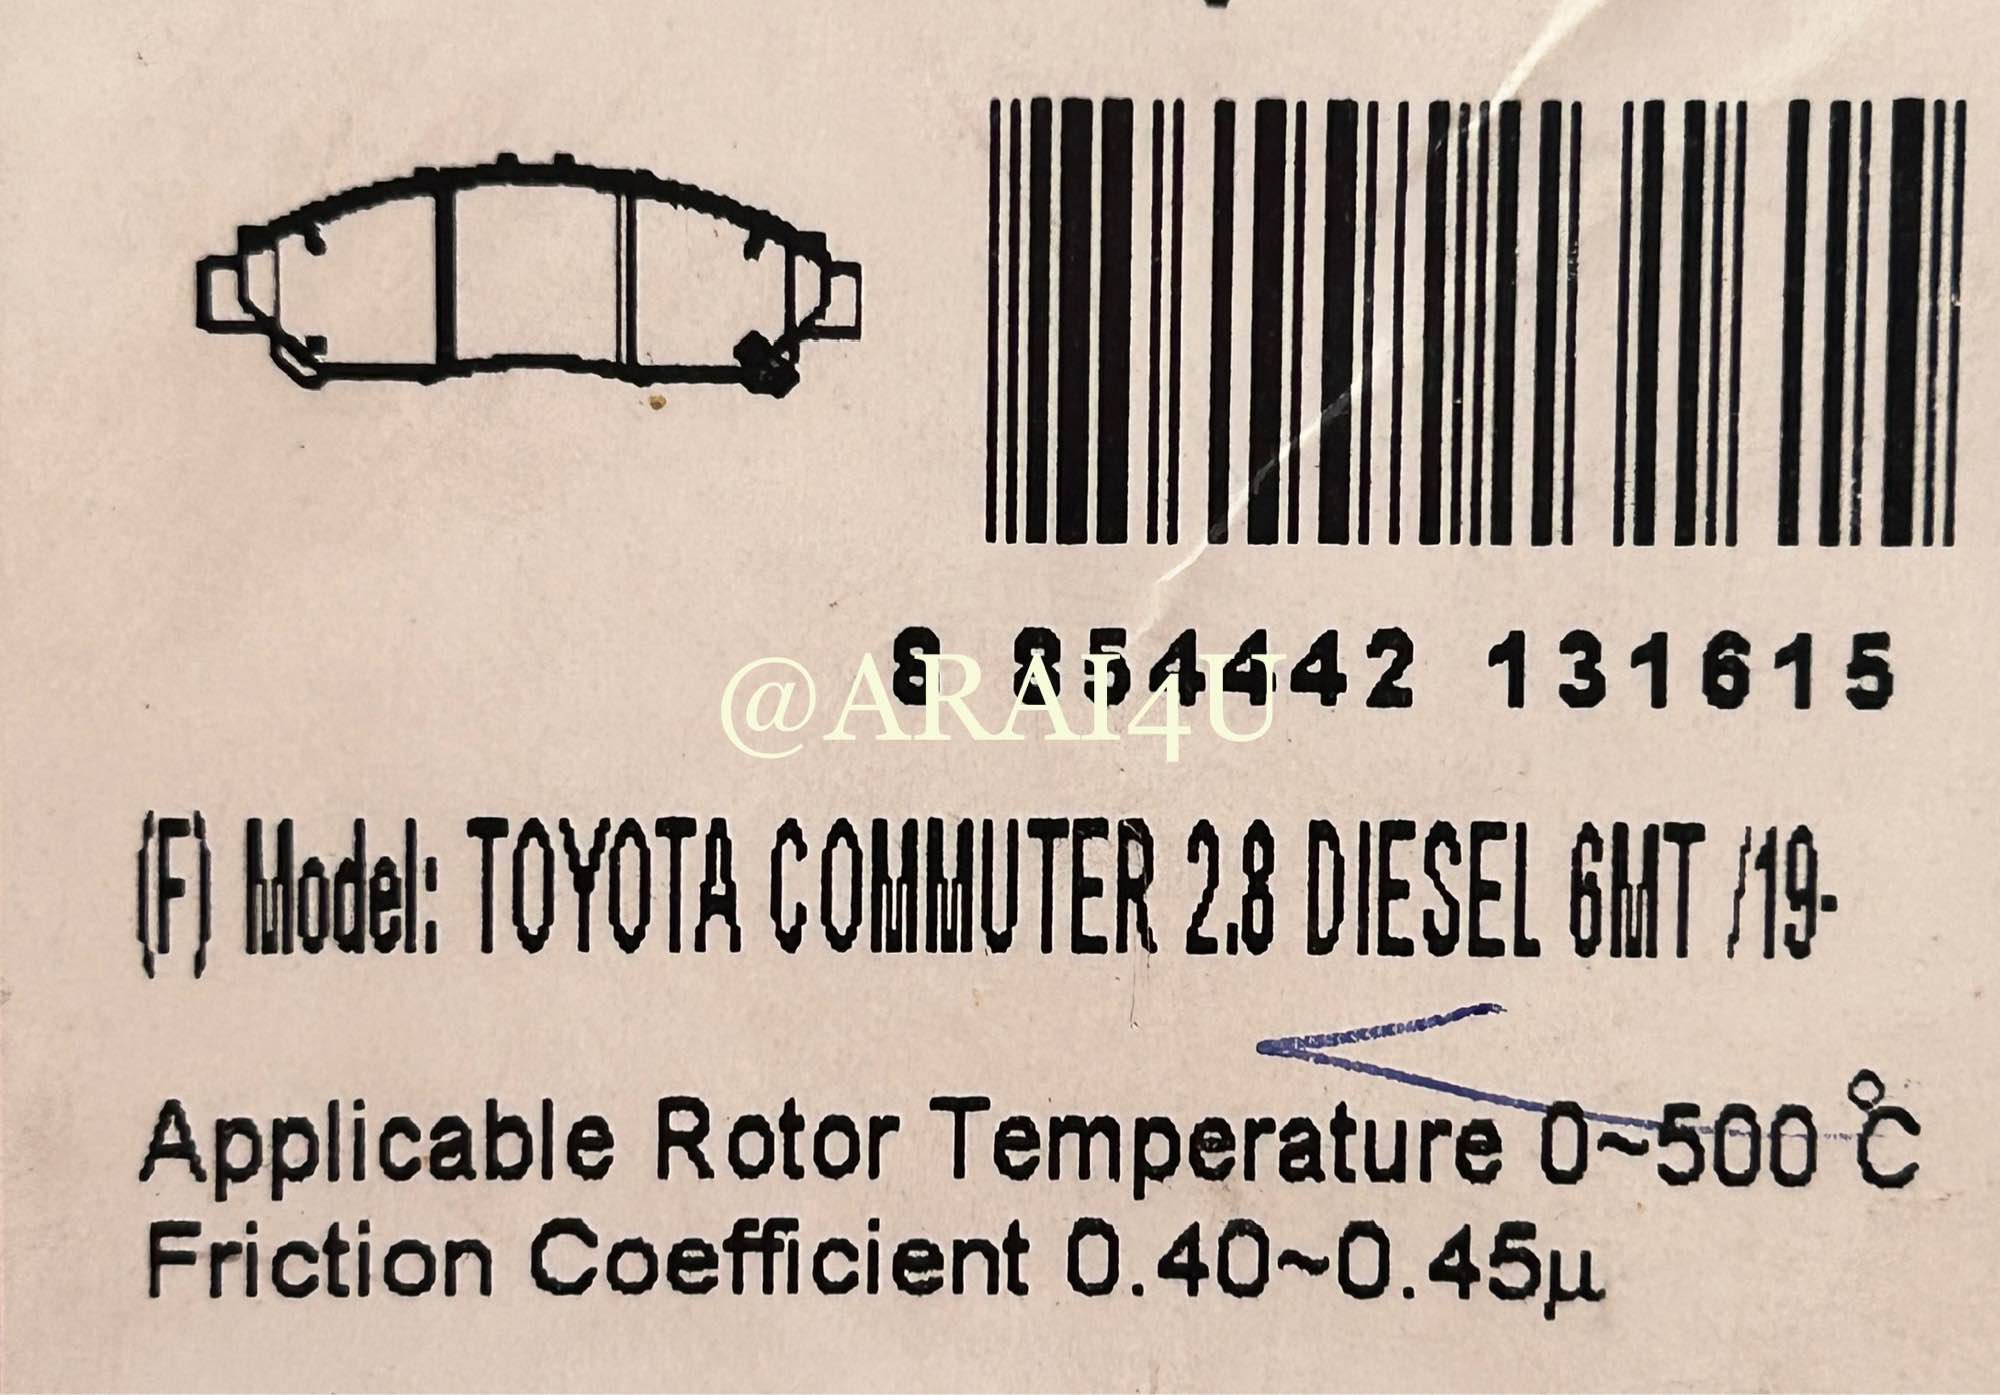 8 854442 131615
@ARAI4U
(F) Model: TOYOTA COMMUTER 2.8 DIESEL 6MT /19-
Applicable Rotor Temperature 0~500 °C
Friction Coefficient 0.40~0.45µ